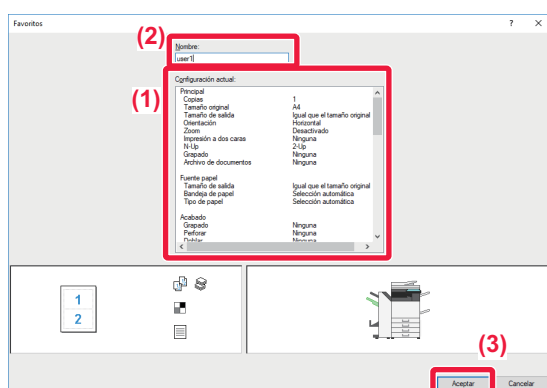 Favoritos ? ×
(2)
Nombre:
user1
(1)
Configuración actual:
Principal
Copias 1
Tamaño original A4
Tamaño de salida Igual que el tamaño original
Orientación Horizontal
Zoom Desactivado
Impresión a dos caras Ninguna
N-Up 2-Up
Grapado Ninguna
Archivo de documentos Ninguna
Fuente papel
Tamaño de salida Igual que el tamaño original
Bandeja de papel Selección automática
Tipo de papel Selección automática
Acabado
Grapado Ninguna
Perforar Ninguna
Doblar Ninguna
1
2
(3)
Aceptar Cancelar